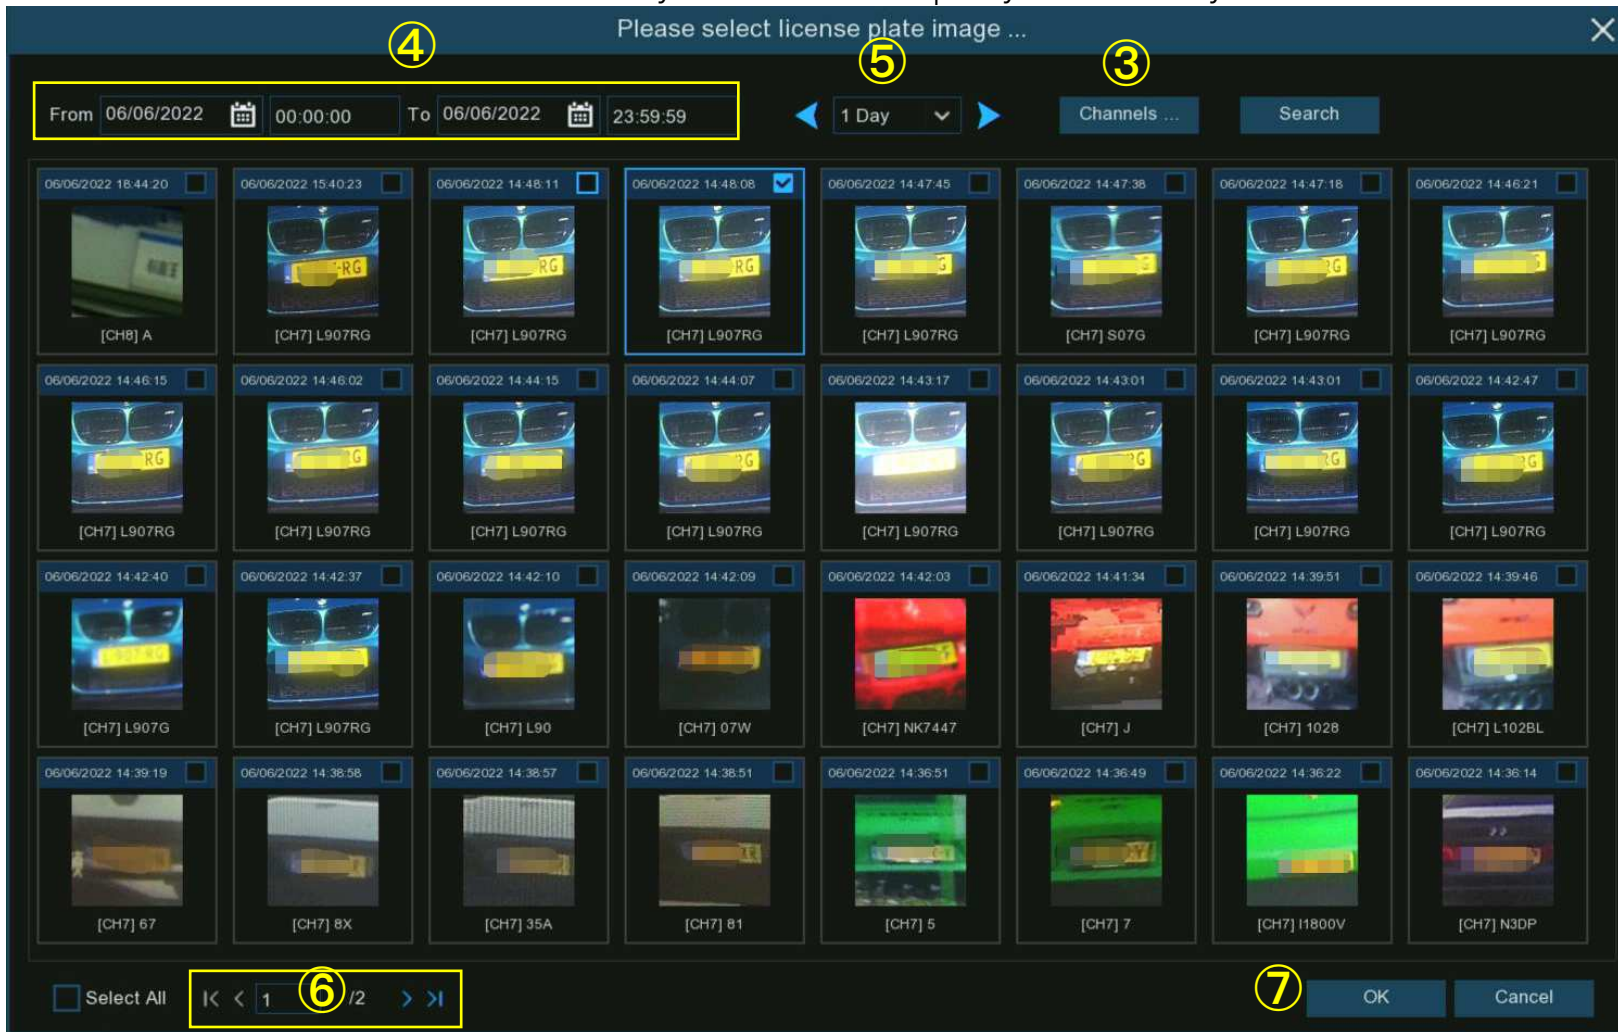 Please select license plate image ...
④ ⑤ ③
From 06/06/2022 00:00:00 To 06/06/2022 23:59:59 1 Day Channels ... Search
06/06/2022 18:44:20 06/06/2022 15:40:23 06/06/2022 14:48:11 06/06/2022 14:48:08 06/06/2022 14:47:45 06/06/2022 14:47:38 06/06/2022 14:47:18 06/06/2022 14:46:21
RG RG RG G G RG
[CH8] A [CH7] L907RG [CH7] L907RG [CH7] L907RG [CH7] L907RG [CH7] S07G [CH7] L907RG [CH7] L907RG
06/06/2022 14:46:15 06/06/2022 14:46:02 06/06/2022 14:44:15 06/06/2022 14:44:07 06/06/2022 14:43:17 06/06/2022 14:43:01 06/06/2022 14:43:01 06/06/2022 14:42:47
RG G G RG RG RG
[CH7] L907RG [CH7] L907RG [CH7] L907RG [CH7] L907RG [CH7] L907RG [CH7] L907RG [CH7] L907RG [CH7] L907RG
06/06/2022 14:42:40 06/06/2022 14:42:37 06/06/2022 14:42:10 06/06/2022 14:42:09 06/06/2022 14:42:03 06/06/2022 14:41:34 06/06/2022 14:39:51 06/06/2022 14:39:46
[CH7] L907G [CH7] L907RG [CH7] L90 [CH7] 07W [CH7] NK7447 [CH7] J [CH7] 1028 [CH7] L102BL
06/06/2022 14:39:19 06/06/2022 14:38:58 06/06/2022 14:38:57 06/06/2022 14:38:51 06/06/2022 14:36:51 06/06/2022 14:36:49 06/06/2022 14:36:22 06/06/2022 14:36:14
[CH7] 67 [CH7] 8X [CH7] 35A [CH7] 81 [CH7] 5 [CH7] 7 [CH7] I1800V [CH7] N3DP
Select All 1 ⑥ /2 ⑦ OK Cancel